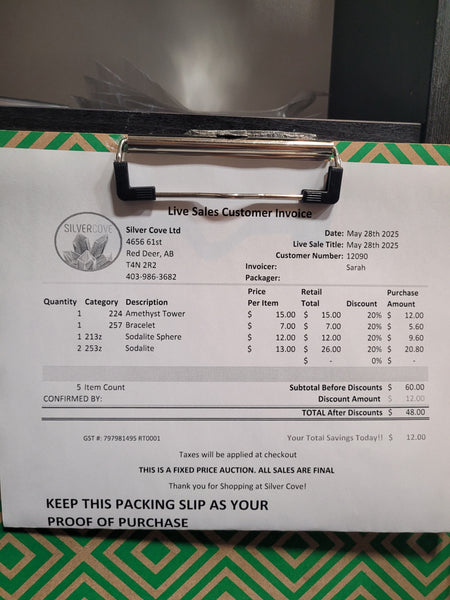 Live Sales Customer Invoice
SILVERCOVE
Silver Cove Ltd
4656 61st
Red Deer, AB
T4N 2R2
403-986-3682
Date: May 28th 2025
Live Sale Title: May 28th 2025
Customer Number: 12090
Invoicer: Sarah
Packager:
Quantity Category Description Price Per Item Retail Total Discount Purchase Amount
1 224 Amethyst Tower $ 15.00 $ 15.00 20% $ 12.00
1 257 Bracelet $ 7.00 $ 7.00 20% $ 5.60
1 213z Sodalite Sphere $ 12.00 $ 12.00 20% $ 9.60
2 253z Sodalite $ 13.00 $ 26.00 20% $ 20.80
$ - 0% $ -
5 Item Count Subtotal Before Discounts $ 60.00
CONFIRMED BY: Discount Amount $ 12.00
TOTAL After Discounts $ 48.00
GST #: 797981495 RT0001 Your Total Savings Today!! $ 12.00
Taxes will be applied at checkout
THIS IS A FIXED PRICE AUCTION. ALL SALES ARE FINAL
Thank you for Shopping at Silver Cove!
KEEP THIS PACKING SLIP AS YOUR
PROOF OF PURCHASE